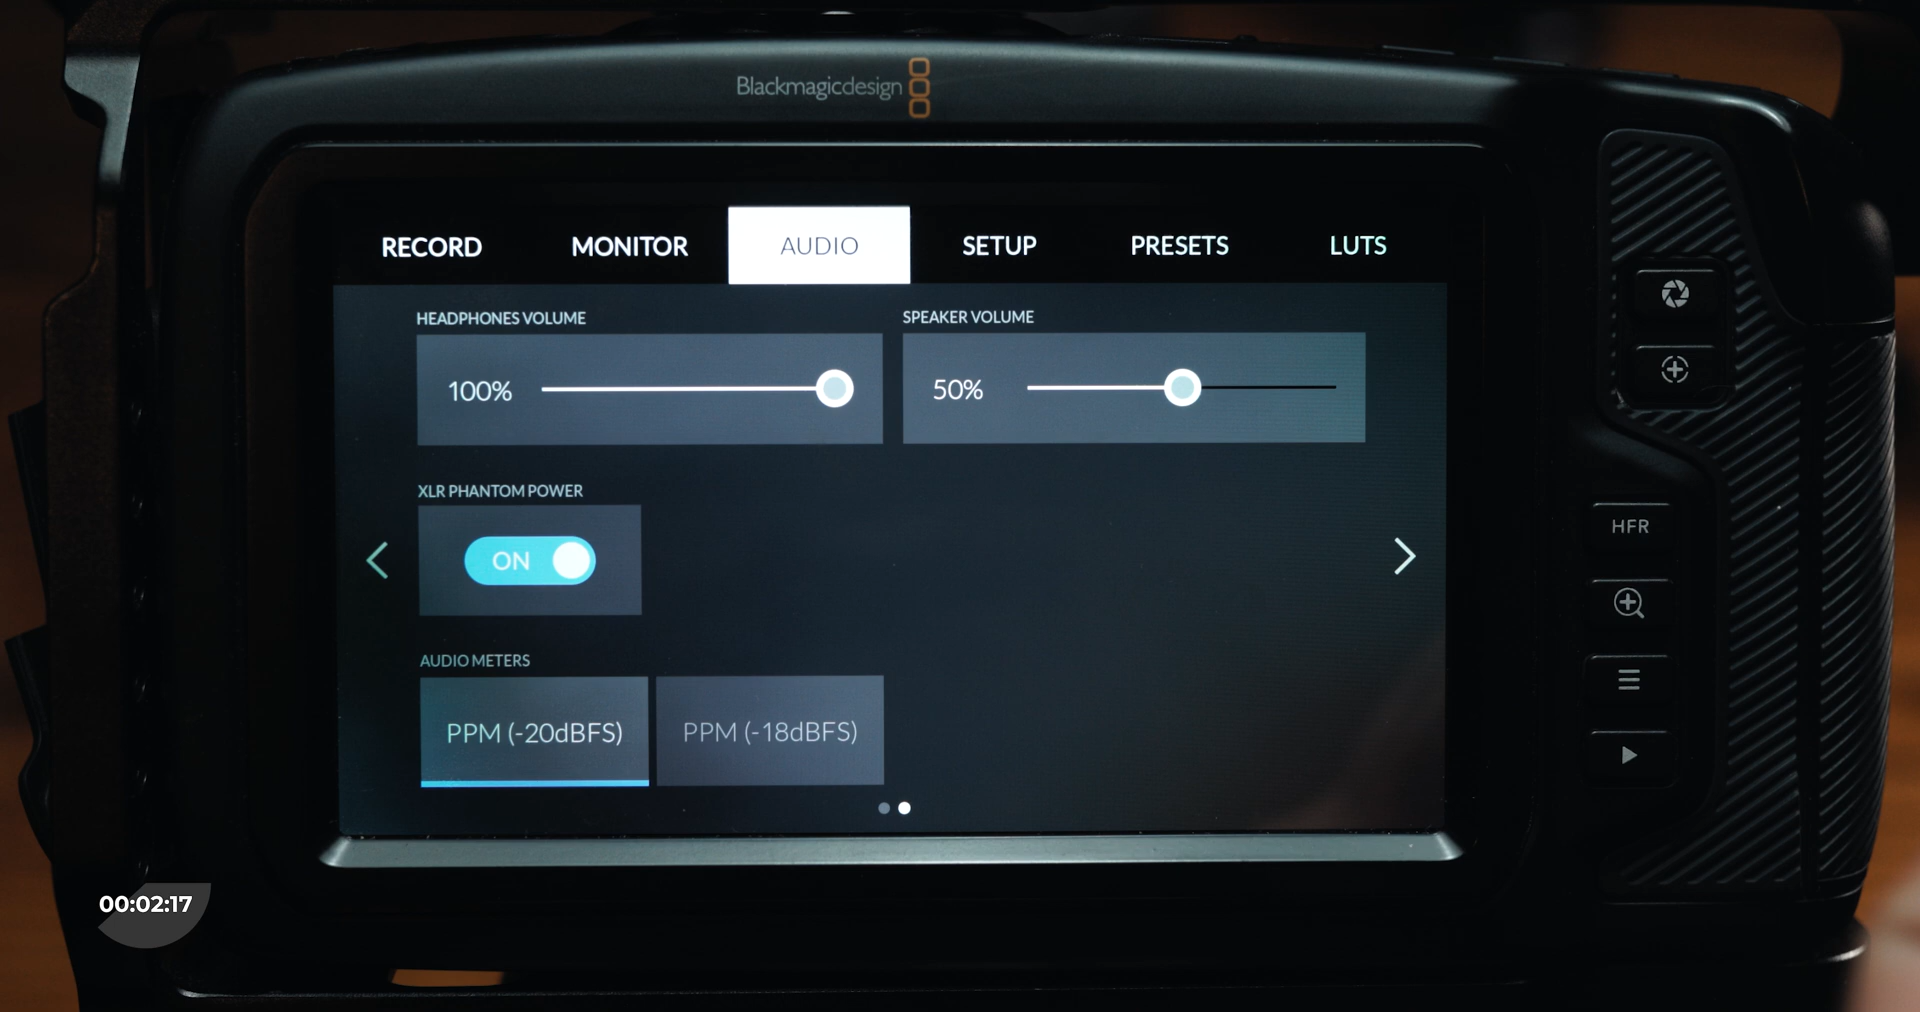 Blackmagicdesign
RECORD MONITOR AUDIO SETUP PRESETS LUTS
HEADPHONES VOLUME SPEAKER VOLUME
100% 50%
XLR PHANTOM POWER
ON
AUDIO METERS
PPM (-20dBFS) PPM (-18dBFS)
HFR
00:02:17